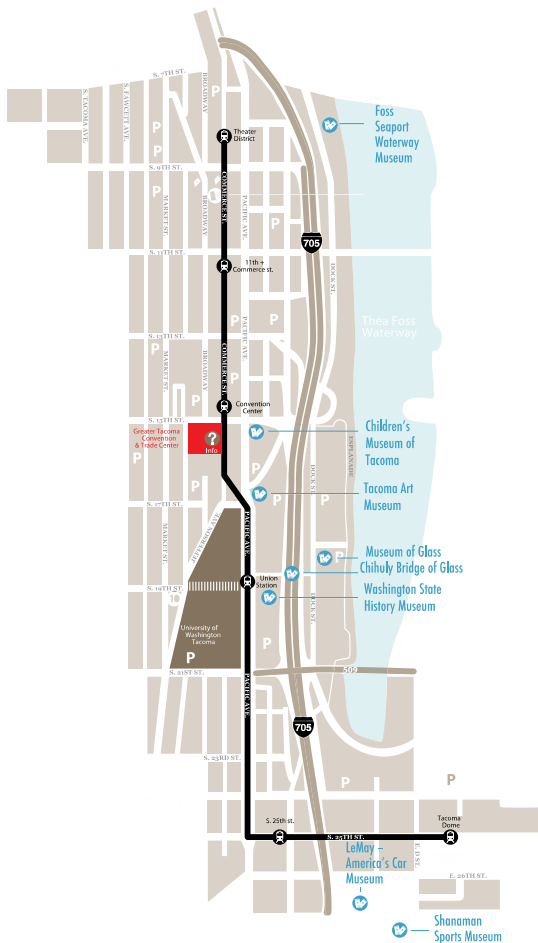 S. 7TH ST.
S. TACOMA AVE.
S. FAWCETT AVE.
BROADWAY
P
Foss
Seaport
Waterway
Museum
P
P
Theater
District
S. 9TH ST.
P
MARKET ST.
BROADWAY
COMMERCE ST.
PACIFIC AVE.
P
705
S. 11TH ST.
11th +
Commerce st.
DOCK ST.
Thea Foss
Waterway
P
P
S. 13TH ST.
P
MARKET ST.
BROADWAY
COMMERCE ST.
PACIFIC AVE.
P
Convention
Center
S. 15TH ST.
Greater Tacoma
Convention
& Trade Center
?
Info
Children's
Museum of
Tacoma
P
P
DOCK ST.
ESPLANADE
P
P
Tacoma Art
Museum
S. 17TH ST.
MARKET ST.
JEFFERSON AVE.
PACIFIC AVE.
P
Museum of Glass
Chihuly Bridge of Glass
S. 19TH ST.
Union
Station
Washington State
History Museum
DOCK ST.
University of
Washington
Tacoma
P
P
S. 21ST ST.
509
PACIFIC AVE.
705
S. 23RD ST.
P
P
S. 25th st.
Tacoma
Dome
S. 25TH ST.
E. D ST.
LeMay –
America's Car
Museum
E. 26TH ST.
Shanaman
Sports Museum